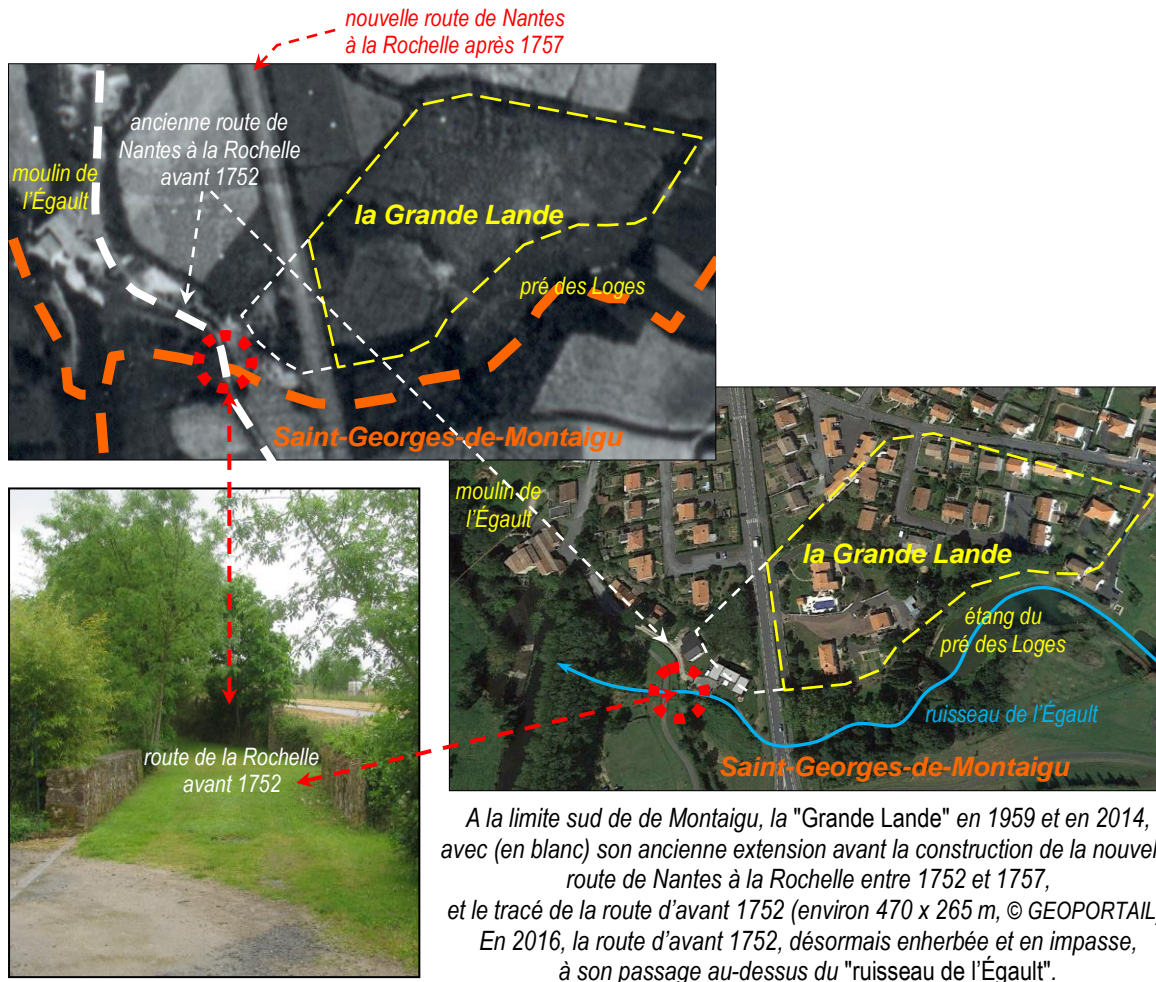 nouvelle route de Nantes
à la Rochelle après 1757
ancienne route de
Nantes à la Rochelle
avant 1752
moulin de
l'Égault
la Grande Lande
pré des Loges
Saint-Georges-de-Montaigu
moulin de
l'Égault
la Grande Lande
étang du
pré des Loges
ruisseau de l'Égault
Saint-Georges-de-Montaigu
route de la Rochelle
avant 1752
A la limite sud de de Montaigu, la "Grande Lande" en 1959 et en 2014,
avec (en blanc) son ancienne extension avant la construction de la nouvel
route de Nantes à la Rochelle entre 1752 et 1757,
et le tracé de la route d'avant 1752 (environ 470 x 265 m, © GEOPORTAIL
En 2016, la route d'avant 1752, désormais enherbée et en impasse,
à son passage au-dessus du "ruisseau de l'Égault".